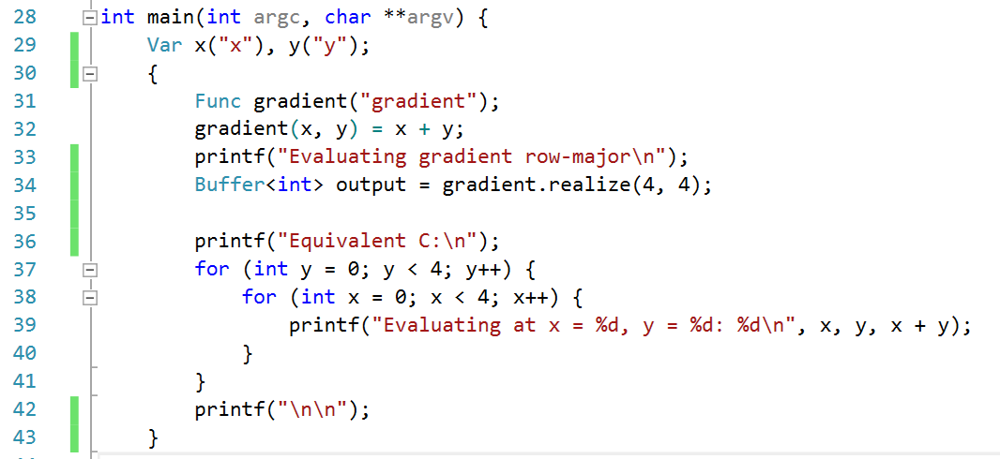 28 int main(int argc, char **argv) {
29     Var x("x"), y("y");
30     {
31         Func gradient("gradient");
32         gradient(x, y) = x + y;
33         printf("Evaluating gradient row-major\n");
34         Buffer<int> output = gradient.realize(4, 4);
35
36         printf("Equivalent C:\n");
37         for (int y = 0; y < 4; y++) {
38             for (int x = 0; x < 4; x++) {
39                 printf("Evaluating at x = %d, y = %d: %d\n", x, y, x + y);
40             }
41         }
42         printf("\n\n");
43     }